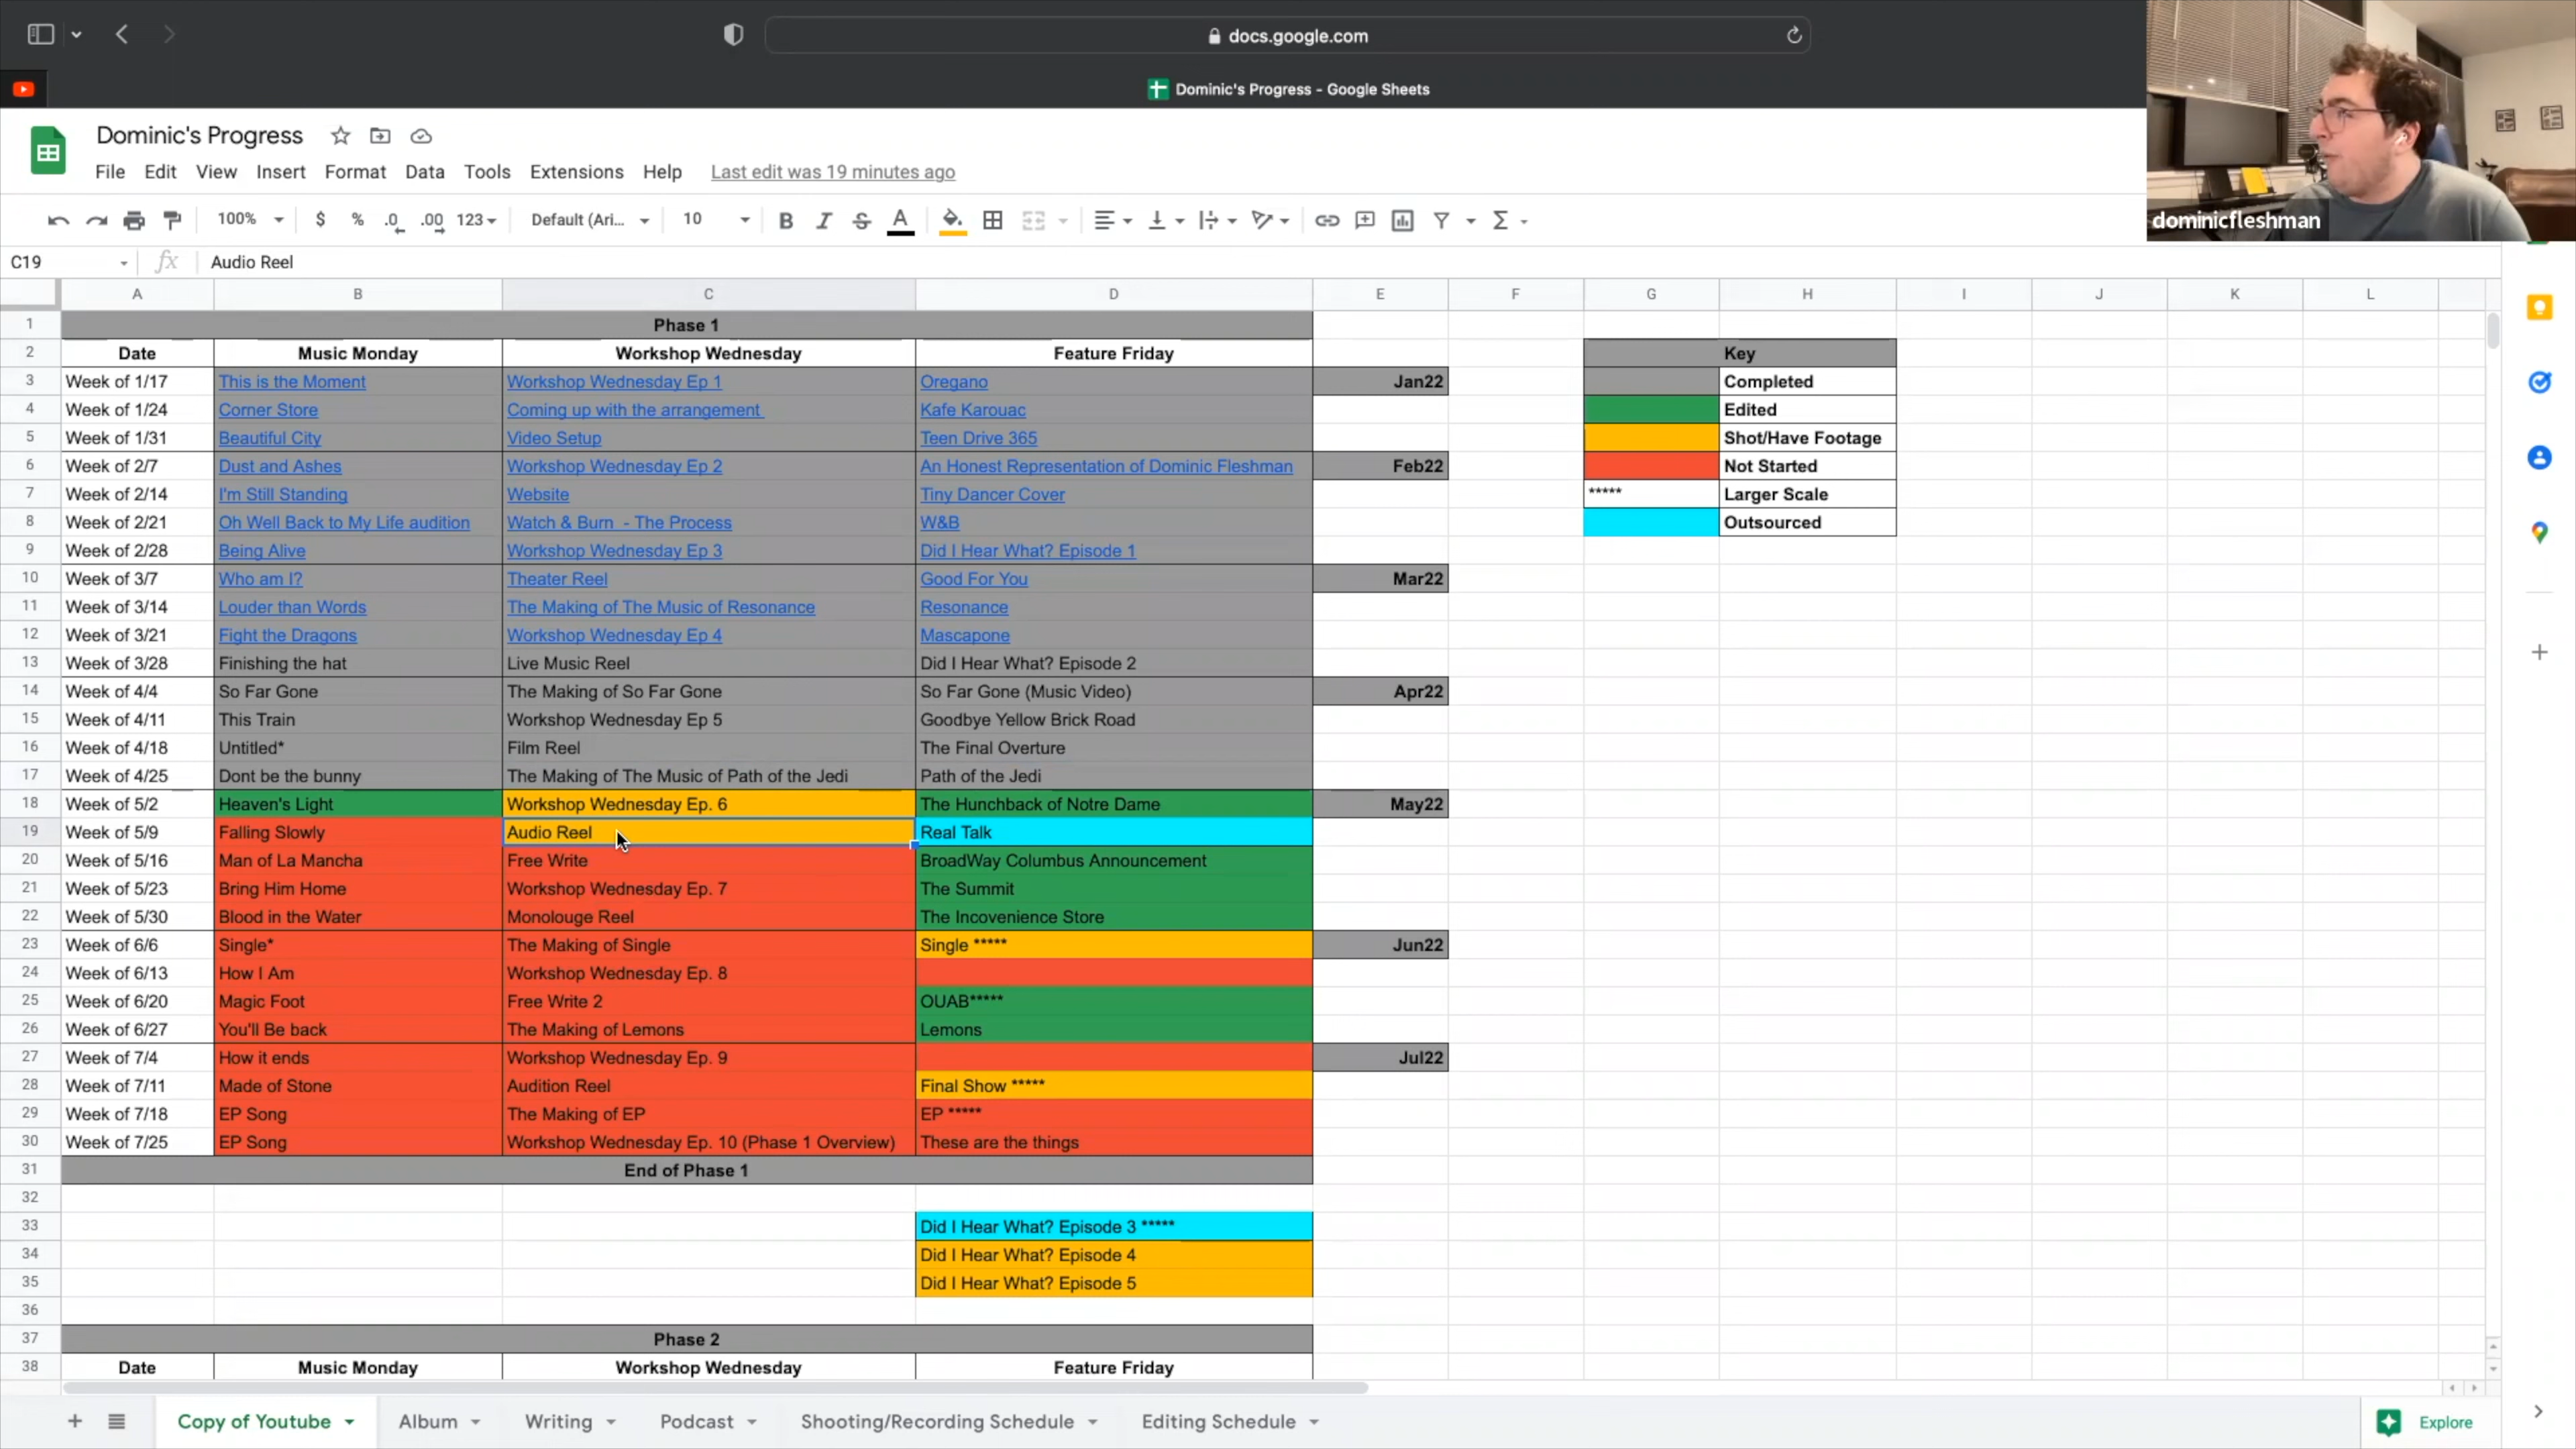 docs.google.com
Dominic's Progress - Google Sheets
dominicfleshman
Dominic's Progress
File Edit View Insert Format Data Tools Extensions Help Last edit was 19 minutes ago
100% $ % .0 .00 123 Default (Ari... 10 B I S A
C19 fx Audio Reel
A B C D E F G H I J K L
1 Phase 1
2 Date Music Monday Workshop Wednesday Feature Friday Key
3 Week of 1/17 This is the Moment Workshop Wednesday Ep 1 Oregano Jan22 Completed
4 Week of 1/24 Corner Store Coming up with the arrangement Kafe Karouac Edited
5 Week of 1/31 Beautiful City Video Setup Teen Drive 365 Shot/Have Footage
6 Week of 2/7 Dust and Ashes Workshop Wednesday Ep 2 An Honest Representation of Dominic Fleshman Feb22 Not Started
7 Week of 2/14 I'm Still Standing Website Tiny Dancer Cover ***** Larger Scale
8 Week of 2/21 Oh Well Back to My Life audition Watch & Burn - The Process W&B Outsourced
9 Week of 2/28 Being Alive Workshop Wednesday Ep 3 Did I Hear What? Episode 1
10 Week of 3/7 Who am I? Theater Reel Good For You Mar22
11 Week of 3/14 Louder than Words The Making of The Music of Resonance Resonance
12 Week of 3/21 Fight the Dragons Workshop Wednesday Ep 4 Mascapone
13 Week of 3/28 Finishing the hat Live Music Reel Did I Hear What? Episode 2
14 Week of 4/4 So Far Gone The Making of So Far Gone So Far Gone (Music Video) Apr22
15 Week of 4/11 This Train Workshop Wednesday Ep 5 Goodbye Yellow Brick Road
16 Week of 4/18 Untitled* Film Reel The Final Overture
17 Week of 4/25 Dont be the bunny The Making of The Music of Path of the Jedi Path of the Jedi
18 Week of 5/2 Heaven's Light Workshop Wednesday Ep. 6 The Hunchback of Notre Dame May22
19 Week of 5/9 Falling Slowly Audio Reel Real Talk
20 Week of 5/16 Man of La Mancha Free Write BroadWay Columbus Announcement
21 Week of 5/23 Bring Him Home Workshop Wednesday Ep. 7 The Summit
22 Week of 5/30 Blood in the Water Monolouge Reel The Incovenience Store
23 Week of 6/6 Single* The Making of Single Single ***** Jun22
24 Week of 6/13 How I Am Workshop Wednesday Ep. 8
25 Week of 6/20 Magic Foot Free Write 2 OUAB*****
26 Week of 6/27 You'll Be back The Making of Lemons Lemons
27 Week of 7/4 How it ends Workshop Wednesday Ep. 9 Jul22
28 Week of 7/11 Made of Stone Audition Reel Final Show *****
29 Week of 7/18 EP Song The Making of EP EP *****
30 Week of 7/25 EP Song Workshop Wednesday Ep. 10 (Phase 1 Overview) These are the things
31 End of Phase 1
32
33 Did I Hear What? Episode 3 *****
34 Did I Hear What? Episode 4
35 Did I Hear What? Episode 5
36
37 Phase 2
38 Date Music Monday Workshop Wednesday Feature Friday
Copy of Youtube Album Writing Podcast Shooting/Recording Schedule Editing Schedule Explore